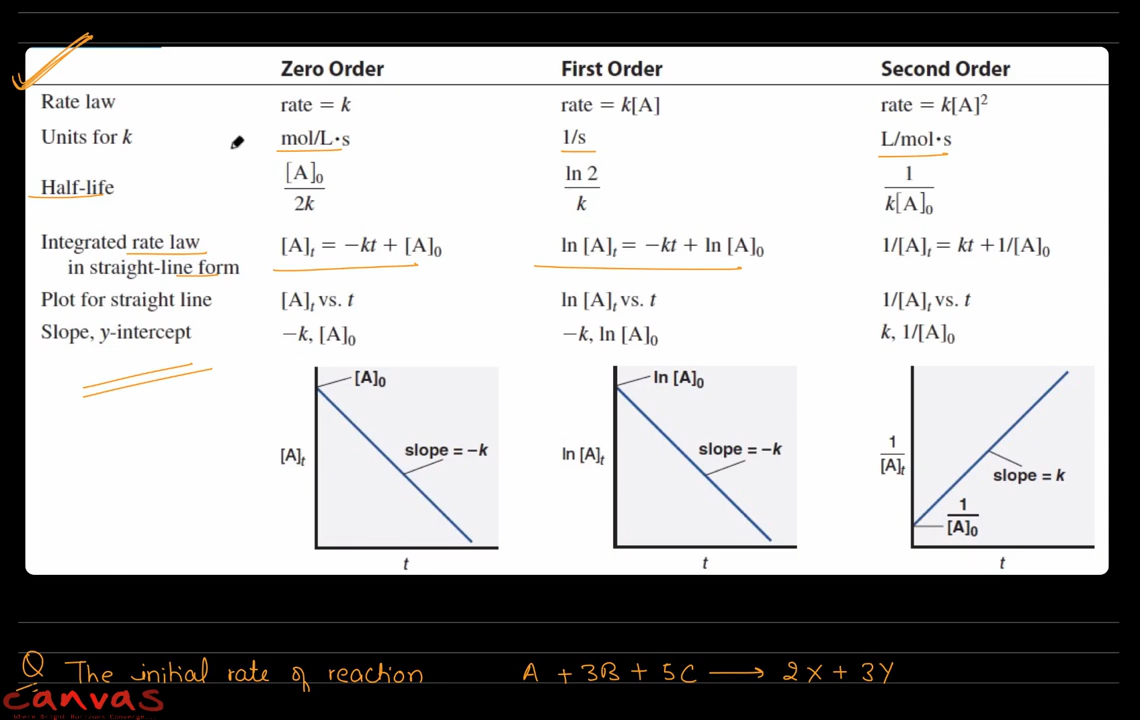 Zero Order First Order Second Order
Rate law rate = k rate = k[A] rate = k[A]²
Units for k mol/L·s 1/s L/mol·s
Half-life [A]₀/2k ln 2/k 1/k[A]₀
Integrated rate law [A]ₜ = −kt + [A]₀ ln [A]ₜ = −kt + ln [A]₀ 1/[A]ₜ = kt + 1/[A]₀
in straight-line form
Plot for straight line [A]ₜ vs. t ln [A]ₜ vs. t 1/[A]ₜ vs. t
Slope, y-intercept −k, [A]₀ −k, ln [A]₀ k, 1/[A]₀
[A]₀ ln [A]₀
[A]ₜ slope = −k ln [A]ₜ slope = −k 1/[A]ₜ slope = k
1/[A]₀
t t t
Q The initial rate of reaction A + 3B + 5C ⟶ 2X + 3Y
canvas
Where Bright Horizons Converge...